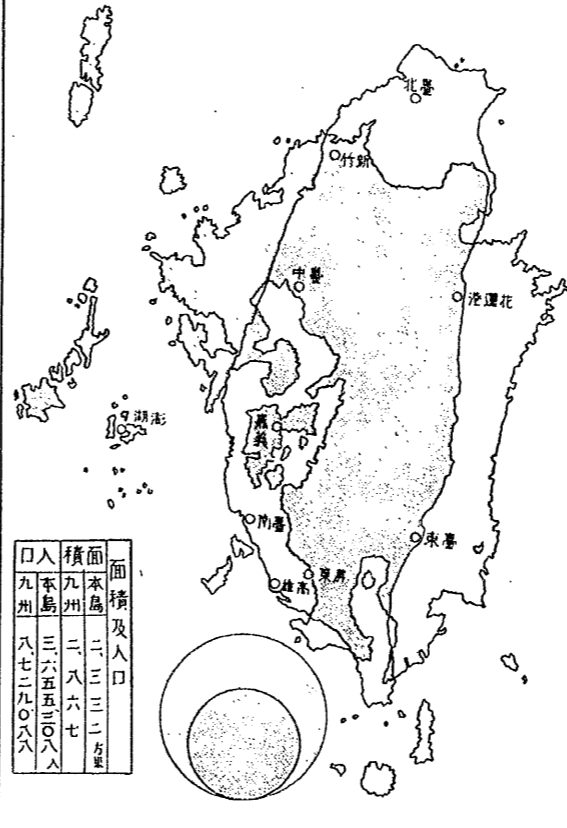 臺北
新竹
臺中
花蓮港
澎湖
嘉義
臺南
臺東
屏東
高雄
面積及人口
面積
本島 二、三三二方里
九州 二、八六七
人口
本島 三、六五五、三〇八人
九州 八、七二九〇八八